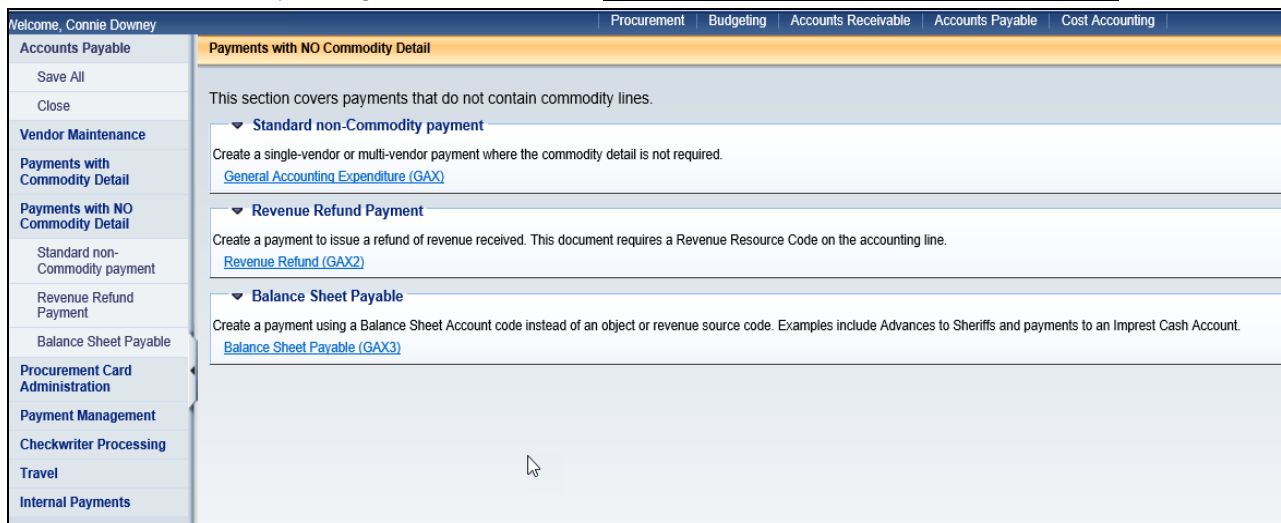 Welcome, Connie Downey
Procurement Budgeting Accounts Receivable Accounts Payable Cost Accounting
Accounts Payable
Save All
Close
Vendor Maintenance
Payments with
Commodity Detail
Payments with NO
Commodity Detail
Standard non-
Commodity payment
Revenue Refund
Payment
Balance Sheet Payable
Procurement Card
Administration
Payment Management
Checkwriter Processing
Travel
Internal Payments
Payments with NO Commodity Detail
This section covers payments that do not contain commodity lines.
Standard non-Commodity payment
Create a single-vendor or multi-vendor payment where the commodity detail is not required.
General Accounting Expenditure (GAX)
Revenue Refund Payment
Create a payment to issue a refund of revenue received. This document requires a Revenue Resource Code on the accounting line.
Revenue Refund (GAX2)
Balance Sheet Payable
Create a payment using a Balance Sheet Account code instead of an object or revenue source code. Examples include Advances to Sheriffs and payments to an Imprest Cash Account.
Balance Sheet Payable (GAX3)